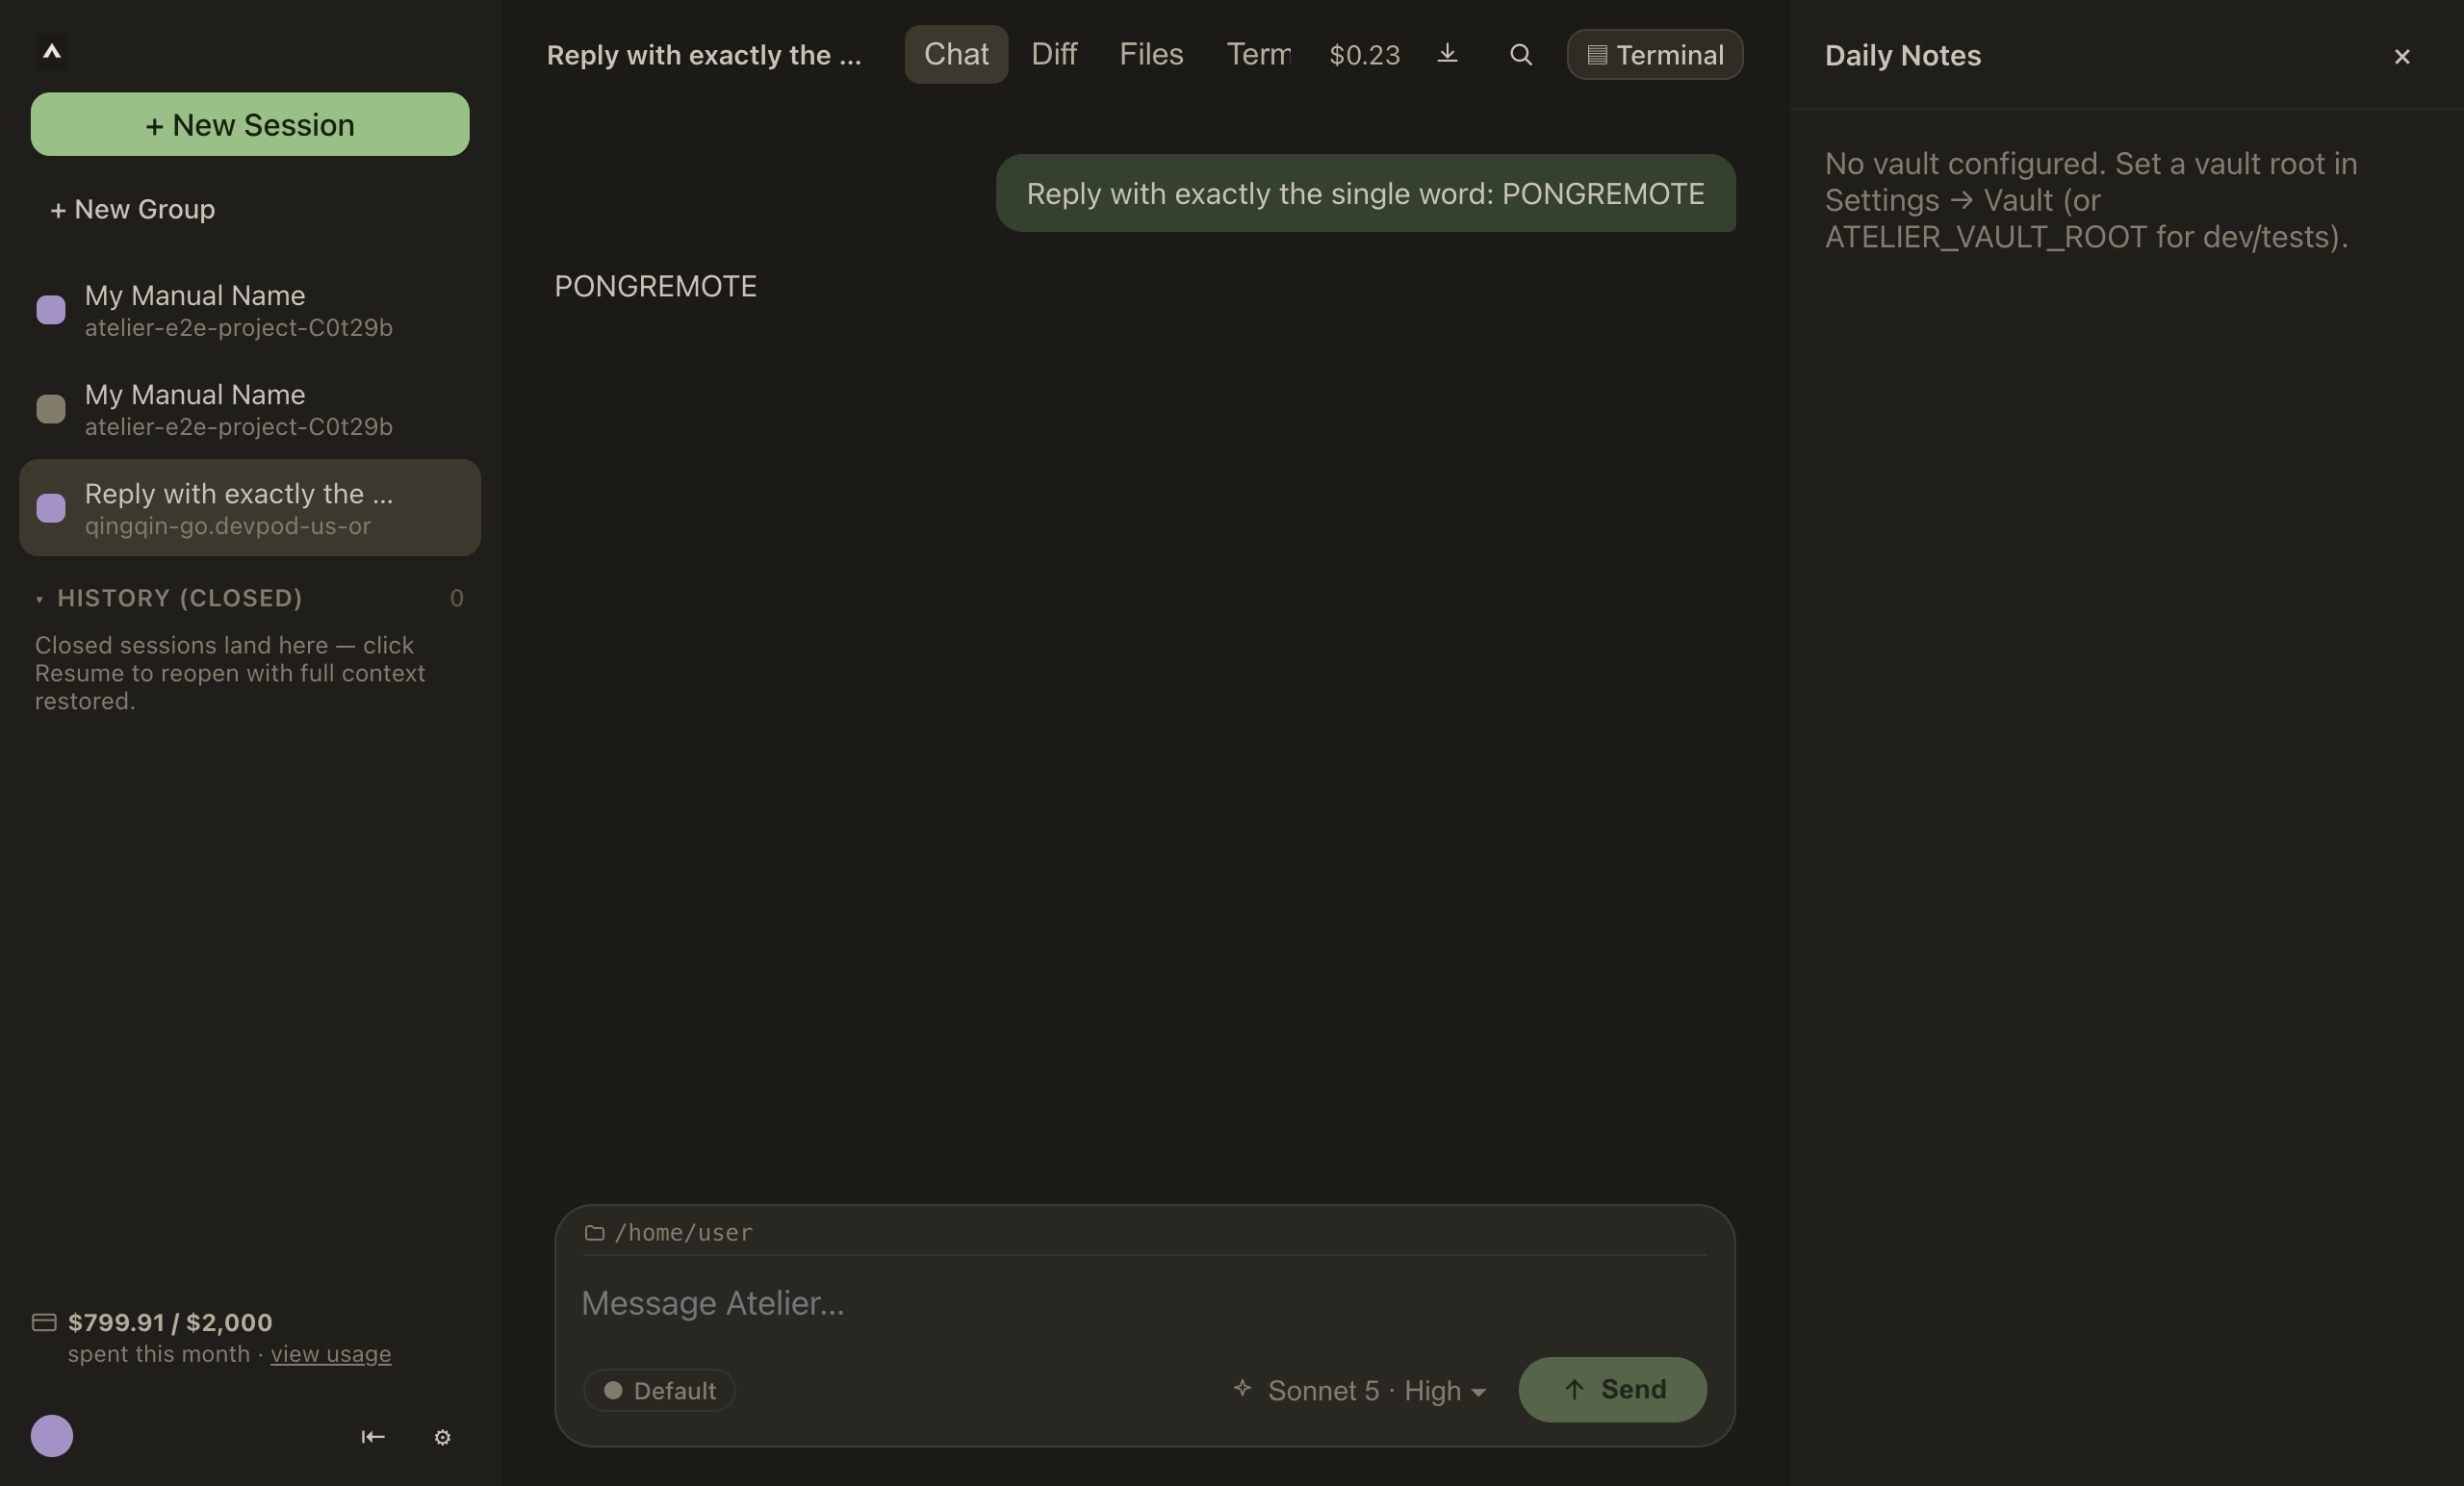 + New Session
+ New Group
My Manual Name
atelier-e2e-project-C0t29b
My Manual Name
atelier-e2e-project-C0t29b
Reply with exactly the ...
qingqin-go.devpod-us-or
HISTORY (CLOSED) 0
Closed sessions land here — click
Resume to reopen with full context
restored.
$799.91 / $2,000
spent this month · view usage
Reply with exactly the ... Chat Diff Files Term $0.23 Terminal
Reply with exactly the single word: PONGREMOTE
PONGREMOTE
/home/user
Message Atelier...
Default Sonnet 5 · High Send
Daily Notes
No vault configured. Set a vault root in
Settings → Vault (or
ATELIER_VAULT_ROOT for dev/tests).